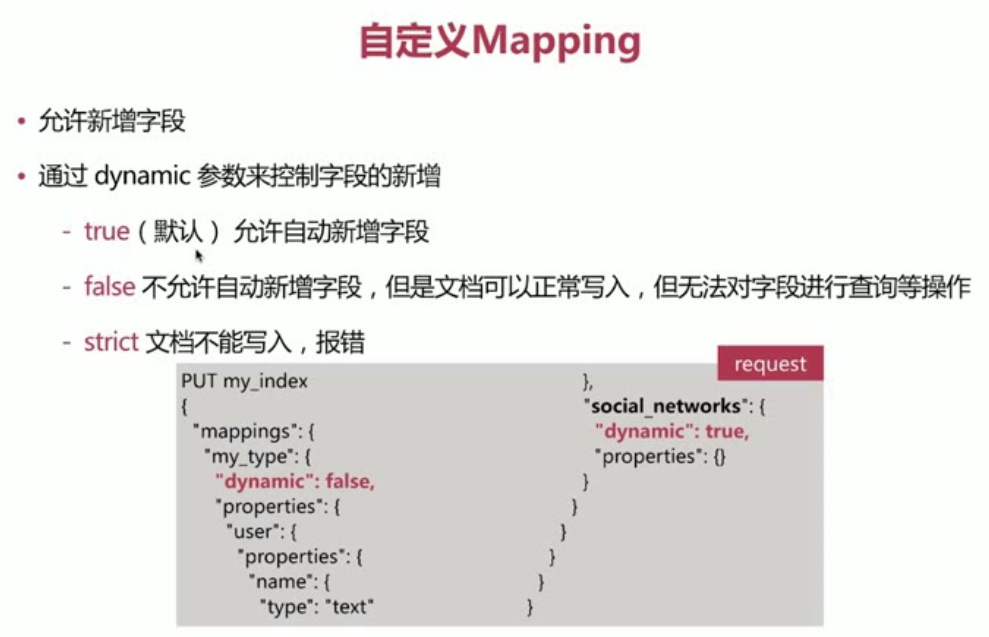 自定义Mapping
• 允许新增字段
• 通过 dynamic 参数来控制字段的新增
- true（默认） 允许自动新增字段
- false 不允许自动新增字段，但是文档可以正常写入，但无法对字段进行查询等操作
- strict 文档不能写入，报错
request
PUT my_index
{
"mappings": {
"my_type": {
"dynamic": false,
"properties": {
"user": {
"properties": {
"name": {
"type": "text"
},
"social_networks": {
"dynamic": true,
"properties": {}
}
}
}
}
}
}